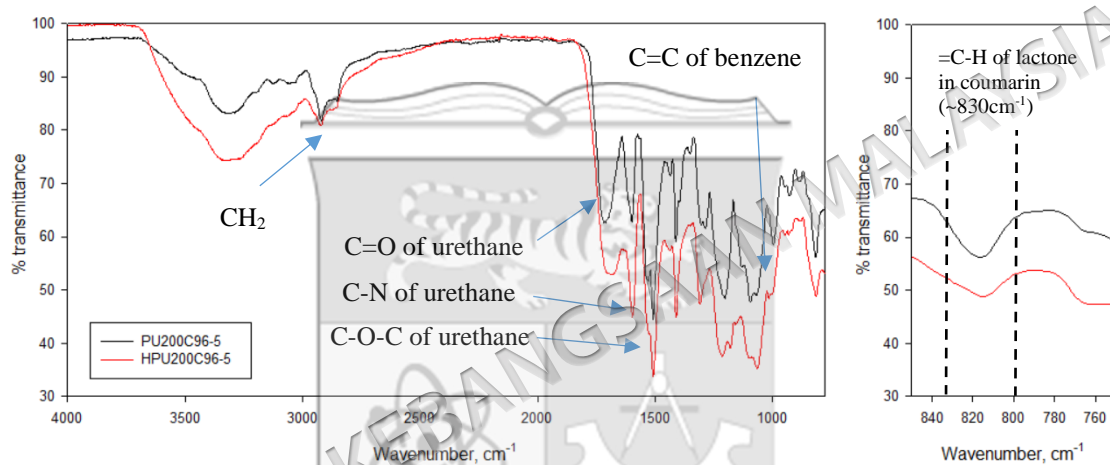 100
90
80
70
60
50
40
30
% transmittance
4000
3500
3000
2500
2000
1500
1000
Wavenumber, cm-1
CH2
C=C of benzene
C=O of urethane
C-N of urethane
C-O-C of urethane
PU200C96-5
HPU200C96-5
100
90
80
70
60
50
40
30
% transmittance
840
820
800
780
760
Wavenumber, cm-1
=C-H of lactone
in coumarin
(~830cm-1)
KEBANGSAAN MALAYSIA